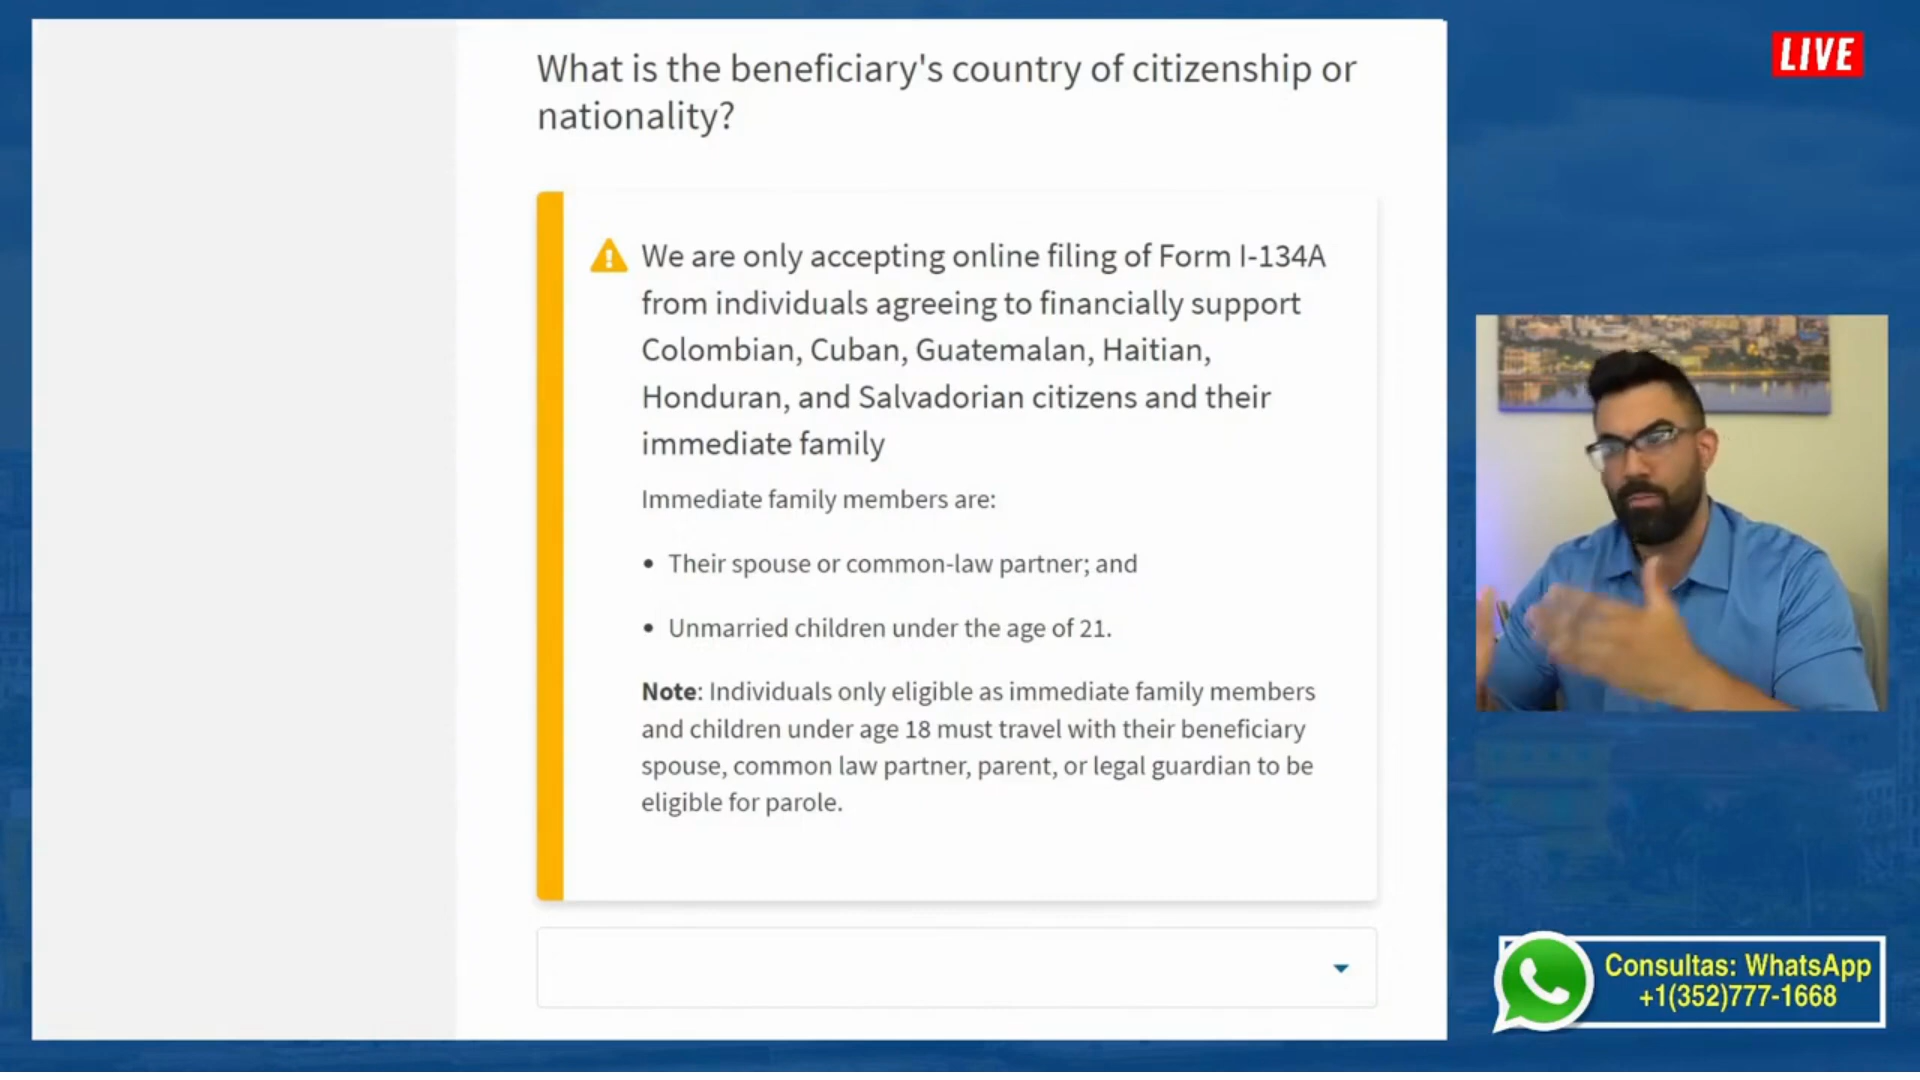 What is the beneficiary's country of citizenship or
nationality?
We are only accepting online filing of Form I-134A
from individuals agreeing to financially support
Colombian, Cuban, Guatemalan, Haitian,
Honduran, and Salvadorian citizens and their
immediate family
Immediate family members are:
• Their spouse or common-law partner; and
• Unmarried children under the age of 21.
Note: Individuals only eligible as immediate family members
and children under age 18 must travel with their beneficiary
spouse, common law partner, parent, or legal guardian to be
eligible for parole.
LIVE
Consultas: WhatsApp
+1(352)777-1668